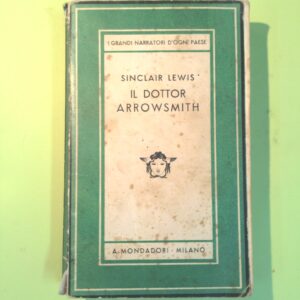 I GRANDI NARRATORI D'OGNI PAESE
SINCLAIR LEWIS
IL DOTTOR
ARROWSMITH
A. MONDADORI - MILANO